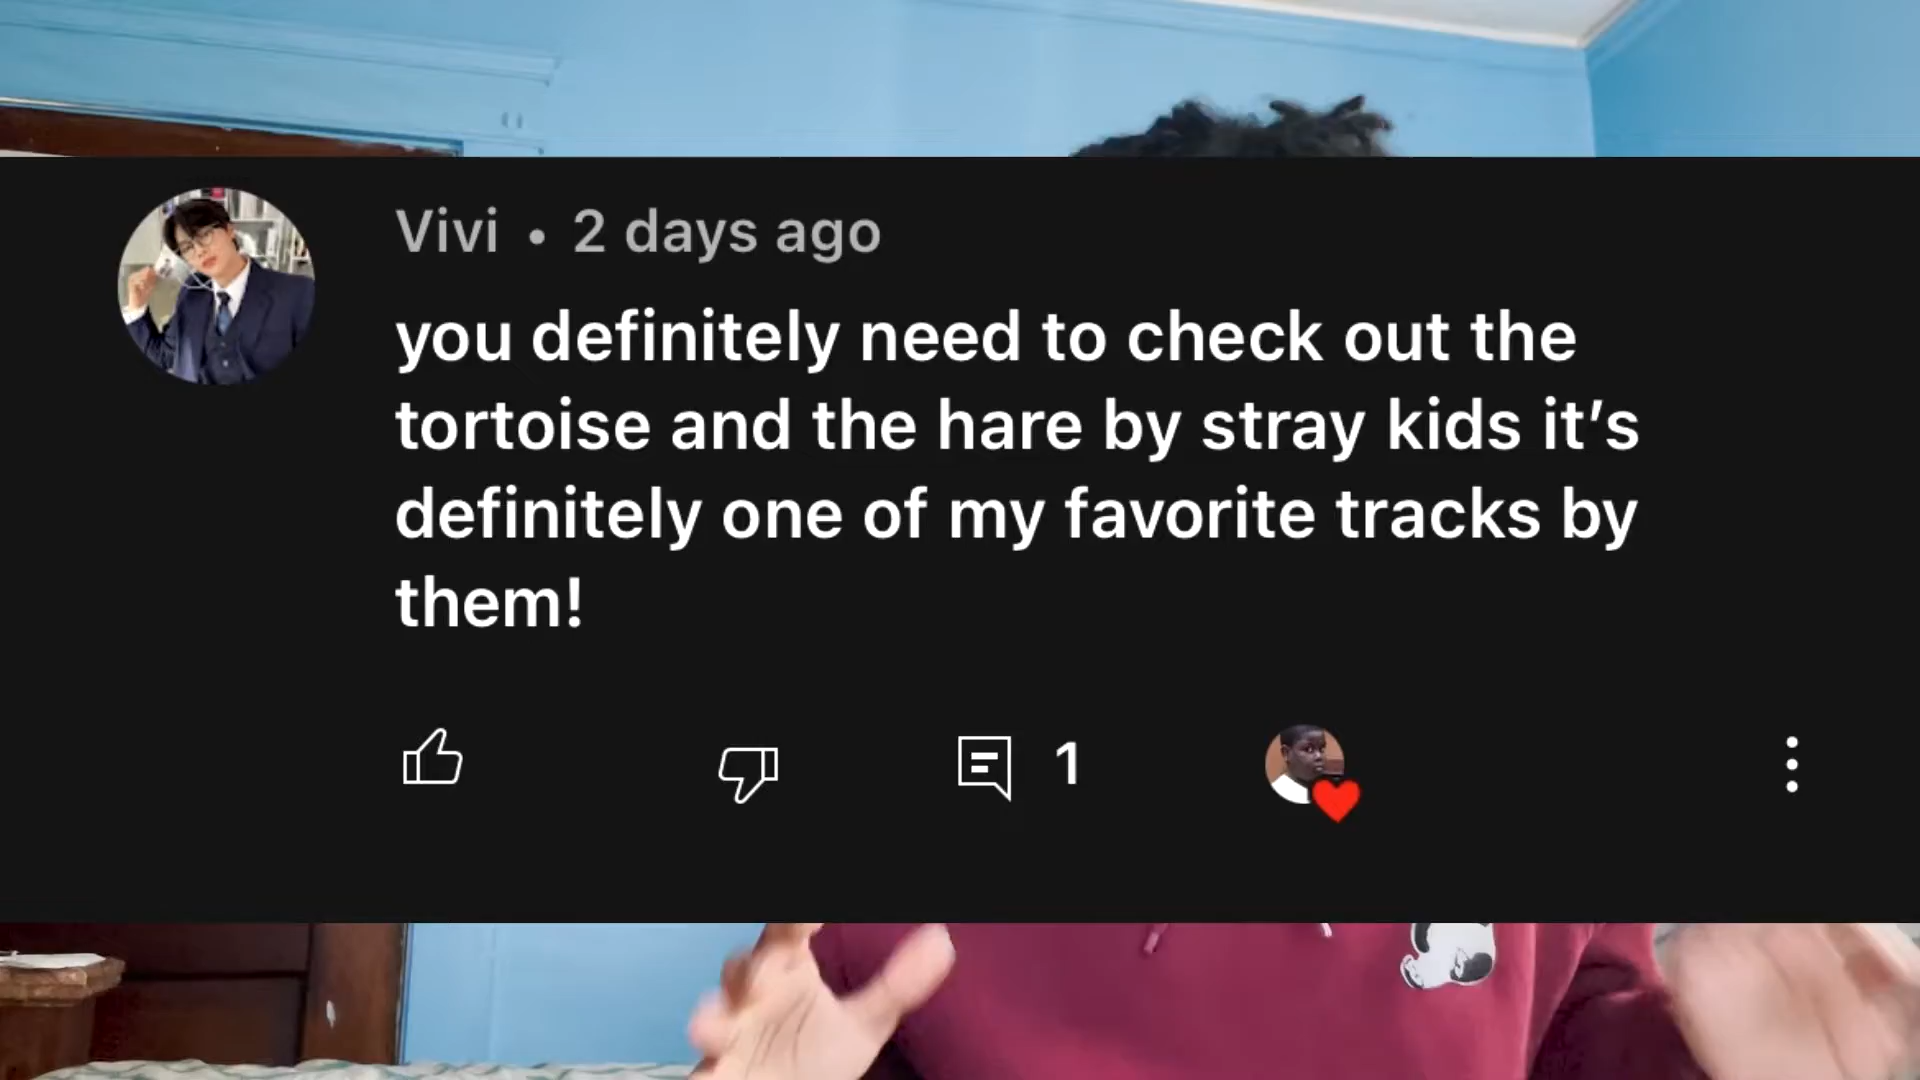 Vivi • 2 days ago
you definitely need to check out the
tortoise and the hare by stray kids it’s
definitely one of my favorite tracks by
them!
1